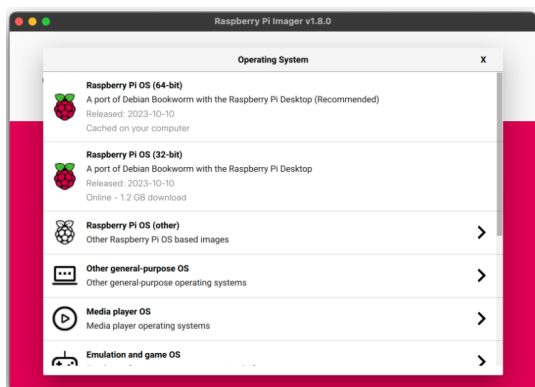 Raspberry Pi Imager v1.8.0
Operating System
X
Raspberry Pi OS (64-bit)
A port of Debian Bookworm with the Raspberry Pi Desktop (Recommended)
Released: 2023-10-10
Cached on your computer
Raspberry Pi OS (32-bit)
A port of Debian Bookworm with the Raspberry Pi Desktop
Released: 2023-10-10
Online - 1.2 GB download
Raspberry Pi OS (other)
Other Raspberry Pi OS based images
Other general-purpose OS
Other general-purpose operating systems
Media player OS
Media player operating systems
Emulation and game OS